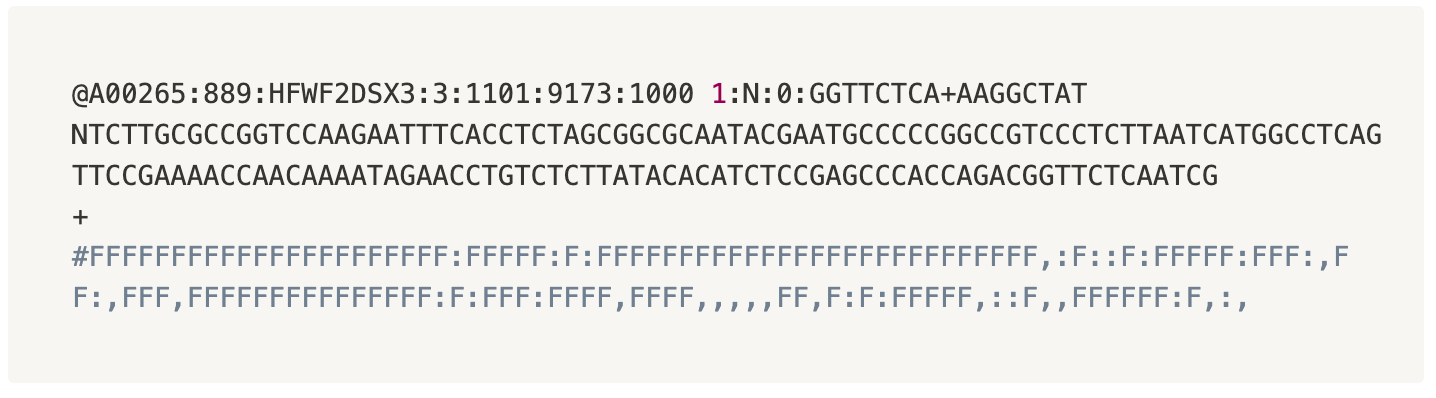 @A00265:889:HFWF2DSX3:3:1101:9173:1000 1:N:0:GGTTCTCA+AAGGCTAT
NTCTTGCGCCGGTCCAAGAATTTCACCTCTAGCGGCGCAATACGAATGCCCCCGGCCGTCCCTCTTAATCATGGCCTCAG
TTCCGAAAACCAACAAAATAGAACCTGTCTCTTATACACATCTCCGAGCCCACCAGACGGTTCTCAATCG
+
#FFFFFFFFFFFFFFFFFFFFFF:FFFFF:F:FFFFFFFFFFFFFFFFFFFFFFFFFFF,:F::F:FFFFF:FFF:,F
F:,FFF,FFFFFFFFFFFFFFF:F:FFF:FFFF,FFFF,,,,,FF,F:F:FFFFF,::F,,FFFFFF:F,:,